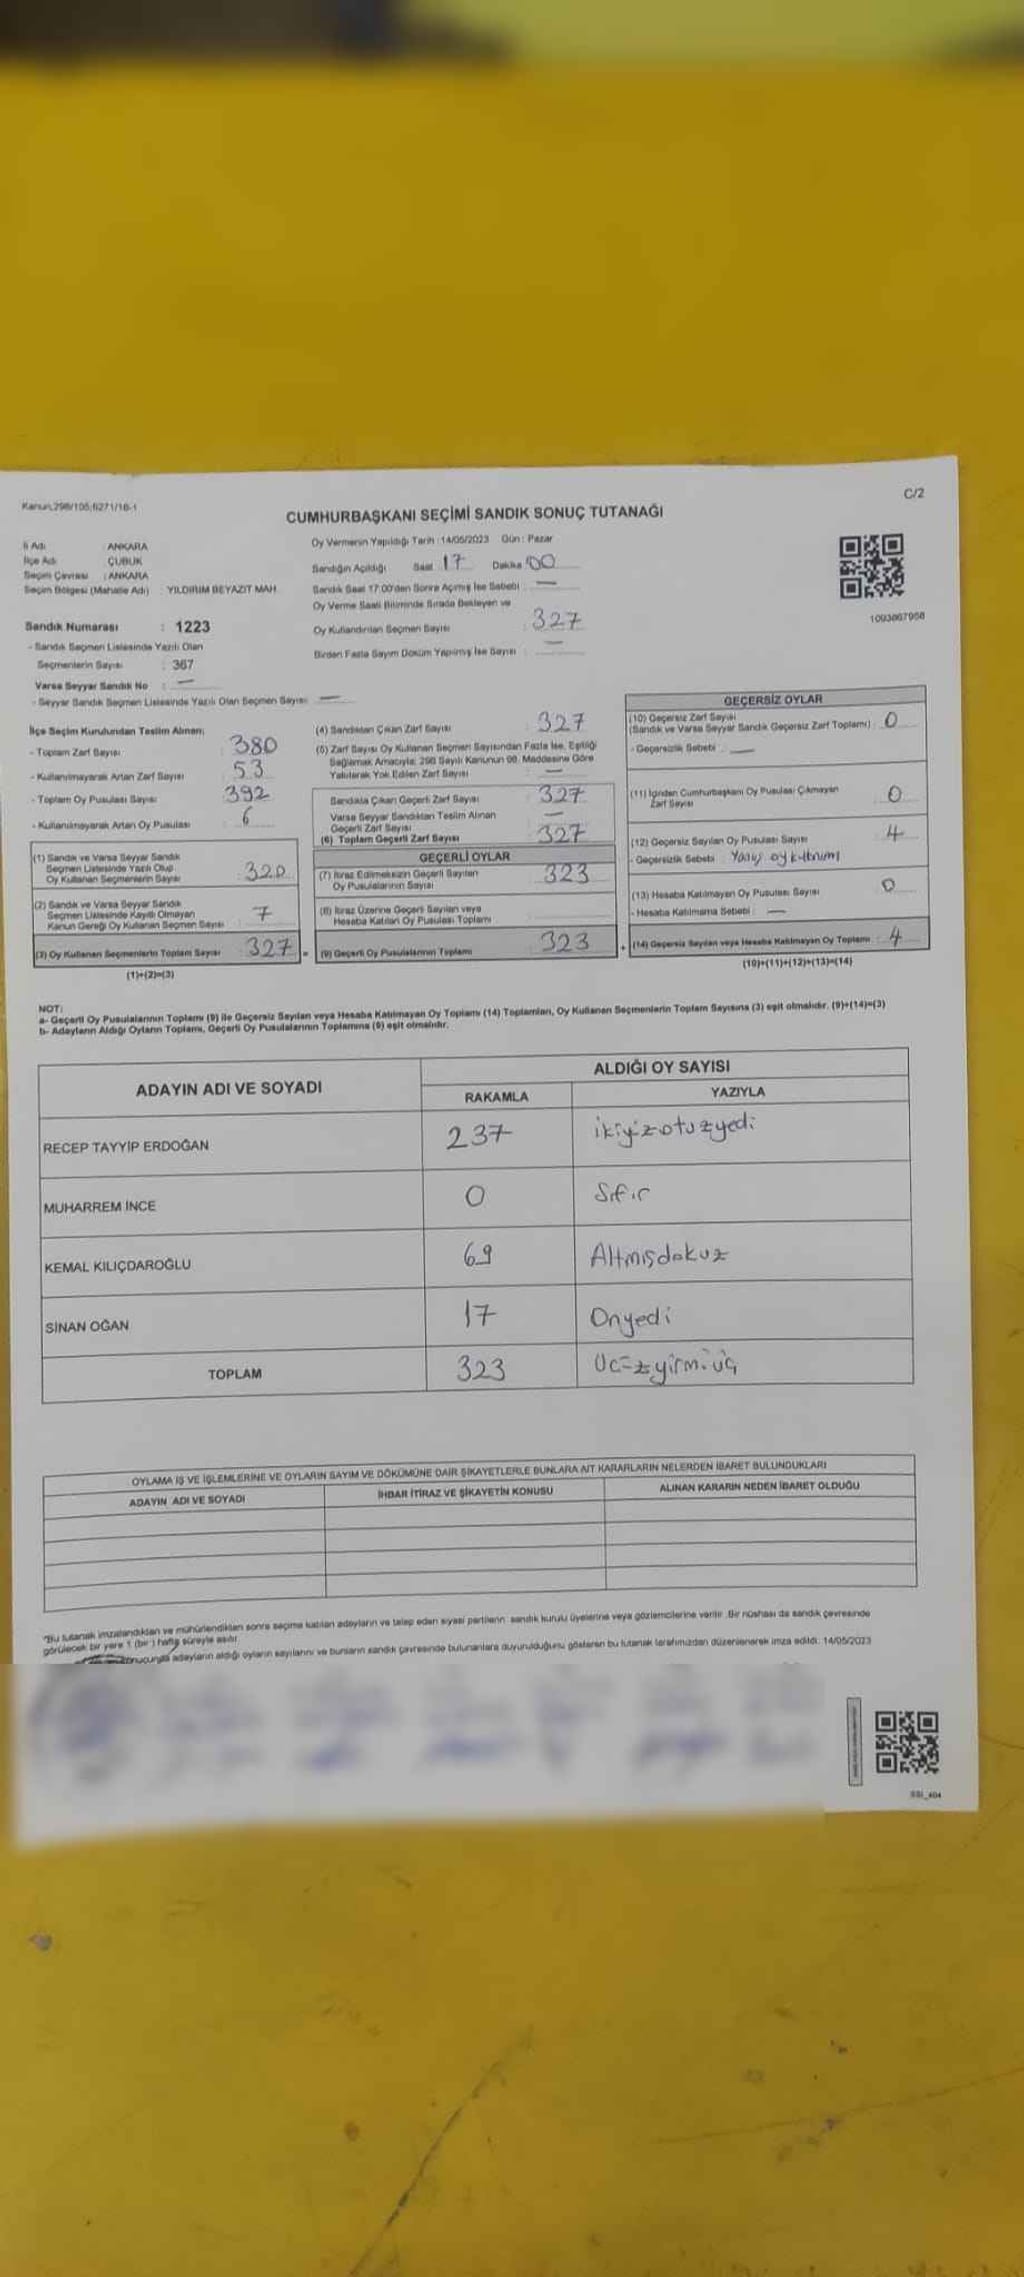 Kanun,298/105;6271/16-1
C/2
CUMHURBAŞKANI SEÇİMİ SANDIK SONUÇ TUTANAĞI
İl Adı : ANKARA
İlçe Adı : ÇUBUK
Seçim Çevresi : ANKARA
Seçim Bölgesi (Mahalle Adı) : YILDIRIM BEYAZIT MAH.
Sandık Numarası : 1223
- Sandık Seçmen Listesinde Yazılı Olan
Seçmenlerin Sayısı : 367
Varsa Seyyar Sandık No : —
- Seyyar Sandık Seçmen Listesinde Yazılı Olan Seçmen Sayısı —
Oy Vermenin Yapıldığı Tarih : 14/05/2023 Gün : Pazar
Sandığın Açıldığı Saat 17 Dakika 00
Sandık Saat 17.00'den Sonra Açılmış İse Sebebi : —
Oy Verme Saati Bitiminde Sırada Bekleyen ve
Oy Kullandırılan Seçmen Sayısı : 327
Birden Fazla Sayım Döküm Yapılmış İse Sayısı : —
1093867958
İlçe Seçim Kurulundan Teslim Alınan;
- Toplam Zarf Sayısı : 380
- Kullanılmayarak Artan Zarf Sayısı : 53
- Toplam Oy Pusulası Sayısı : 392
- Kullanılmayarak Artan Oy Pusulası : 6
(1) Sandık ve Varsa Seyyar Sandık
Seçmen Listesinde Yazılı Olup
Oy Kullanan Seçmenlerin Sayısı 320
(2) Sandık ve Varsa Seyyar Sandık
Seçmen Listesinde Kayıtlı Olmayan
Kanun Gereği Oy Kullanan Seçmen Sayısı 7
(3) Oy Kullanan Seçmenlerin Toplam Sayısı 327 =
(1)+(2)=(3)
(4) Sandıktan Çıkan Zarf Sayısı : 327
(5) Zarf Sayısı Oy Kullanan Seçmen Sayısından Fazla İse, Eşitliği
Sağlamak Amacıyla; 298 Sayılı Kanunun 98. Maddesine Göre
Yakılarak Yok Edilen Zarf Sayısı : —
Sandıkta Çıkan Geçerli Zarf Sayısı : 327
Varsa Seyyar Sandıktan Teslim Alınan
Geçerli Zarf Sayısı : —
(6) Toplam Geçerli Zarf Sayısı : 327
GEÇERLİ OYLAR
(7) İtiraz Edilmeksizin Geçerli Sayılan
Oy Pusulalarının Sayısı : 323
(8) İtiraz Üzerine Geçerli Sayılan veya
Hesaba Katılan Oy Pusulası Toplamı
(9) Geçerli Oy Pusulalarının Toplamı : 323 +
GEÇERSİZ OYLAR
(10) Geçersiz Zarf Sayısı
(Sandık ve Varsa Seyyar Sandık Geçersiz Zarf Toplamı) : 0
- Geçersizlik Sebebi : —
(11) İçinden Cumhurbaşkanı Oy Pusulası Çıkmayan
Zarf Sayısı 0
(12) Geçersiz Sayılan Oy Pusulası Sayısı : 4
- Geçersizlik Sebebi : Yanlış oy kullanımı
(13) Hesaba Katılmayan Oy Pusulası Sayısı 0
- Hesaba Katılmama Sebebi : —
(14) Geçersiz Sayılan veya Hesaba Katılmayan Oy Toplamı : 4
(10)+(11)+(12)+(13)=(14)
NOT:
a- Geçerli Oy Pusulalarının Toplamı (9) ile Geçersiz Sayılan veya Hesaba Katılmayan Oy Toplamı (14) Toplamları, Oy Kullanan Seçmenlerin Toplam Sayısına (3) eşit olmalıdır. (9)+(14)=(3)
b- Adayların Aldığı Oyların Toplamı, Geçerli Oy Pusulalarının Toplamına (9) eşit olmalıdır.
ADAYIN ADI VE SOYADI ALDIĞI OY SAYISI
RAKAMLA YAZIYLA
RECEP TAYYİP ERDOĞAN 237 ikiyüzotuzyedi
MUHARREM İNCE 0 Sıfır
KEMAL KILIÇDAROĞLU 69 Altmışdokuz
SİNAN OĞAN 17 Onyedi
TOPLAM 323 Üçüzyirmiüç
OYLAMA İŞ VE İŞLEMLERİNE VE OYLARIN SAYIM VE DÖKÜMÜNE DAİR ŞİKAYETLERLE BUNLARA AİT KARARLARIN NELERDEN İBARET BULUNDUKLARI
ADAYIN ADI VE SOYADI İHBAR İTİRAZ VE ŞİKAYETİN KONUSU ALINAN KARARIN NEDEN İBARET OLDUĞU
*Bu tutanak imzalandıktan ve mühürlendikten sonra seçime katılan adayların ve talep eden siyasi partilerin sandık kurulu üyelerine veya gözlemcilerine verilir. Bir nüshası da sandık çevresinde
görülecek bir yere 1 (bir) hafta süreyle asılır.
sonucunda adayların aldığı oyların sayılarını ve bunların sandık çevresinde bulunanlara duyurulduğunu gösteren bu tutanak tarafımızdan düzenlenerek imza edildi. 14/05/2023